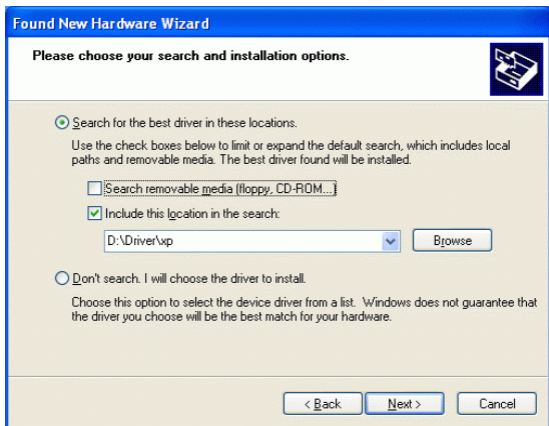 Found New Hardware Wizard
Please choose your search and installation options.
Search for the best driver in these locations.
Use the check boxes below to limit or expand the default search, which includes local
paths and removable media. The best driver found will be installed.
Search removable media (floppy, CD-ROM...)
Include this location in the search:
D:\Driver\xp
Browse
Don't search. I will choose the driver to install.
Choose this option to select the device driver from a list. Windows does not guarantee that
the driver you choose will be the best match for your hardware.
< Back
Next >
Cancel